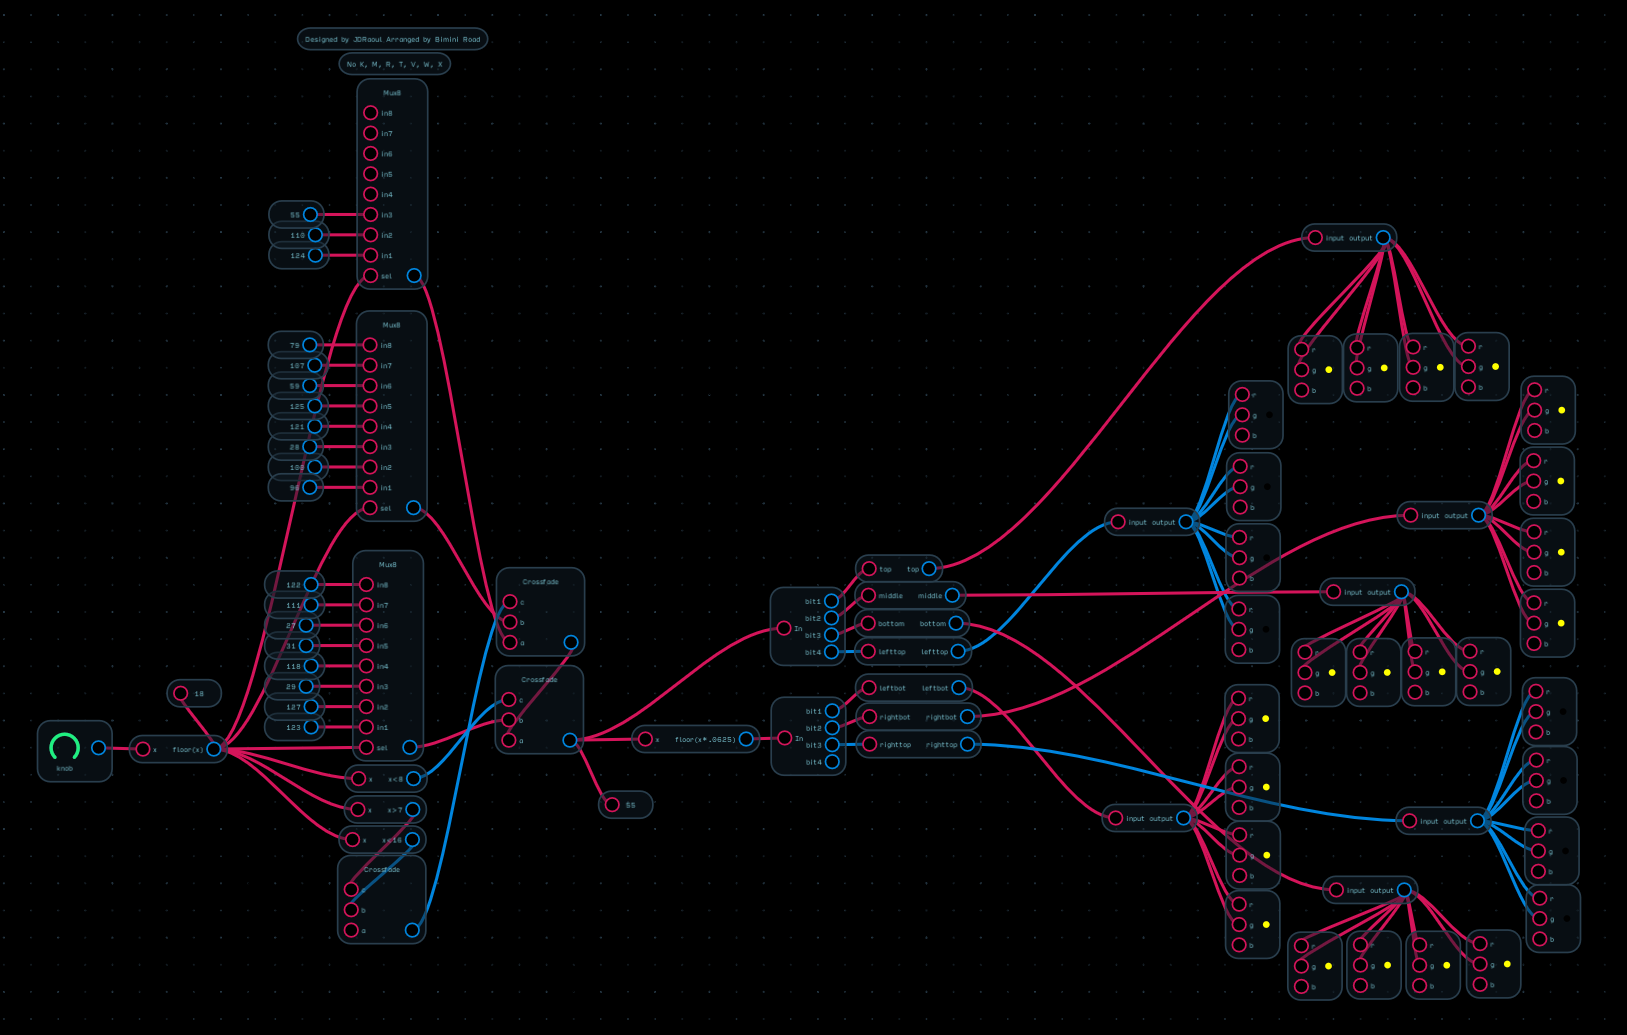 Designed by JDRaoul Arranged by Bimini Road
No K, M, R, T, V, W, X
Mux8
in8
in7
in6
in5
in4
55 in3
110 in2
124 in1
sel
Mux8
79 in8
107 in7
59 in6
125 in5
121 in4
28 in3
in2
in1
sel
Mux8
122 in8
111 in7
27 in6
31 in5
118 in4
29 in3
127 in2
123 in1
sel
18
knob
x floor(x)
x x<8
x x>7
x x<16
Crossfade
c
b
a
Crossfade
c
b
a
Crossfade
c
b
a
55
x floor(x*.0625)
In
bit1
bit2
bit3
bit4
In
bit1
bit2
bit3
bit4
top top
middle middle
bottom bottom
lefttop lefttop
leftbot leftbot
rightbot rightbot
righttop righttop
input output
r
g
b
r
g
b
r
g
b
r
g
b
input output
r
g
b
r
g
b
r
g
b
r
g
b
input output
r
g
b
r
g
b
r
g
b
r
g
b
input output
r
g
b
r
g
b
r
g
b
r
g
b
input output
r
g
b
r
g
b
r
g
b
r
g
b
input output
r
g
b
r
g
b
r
g
b
r
g
b
input output
r
g
b
r
g
b
r
g
b
r
g
b